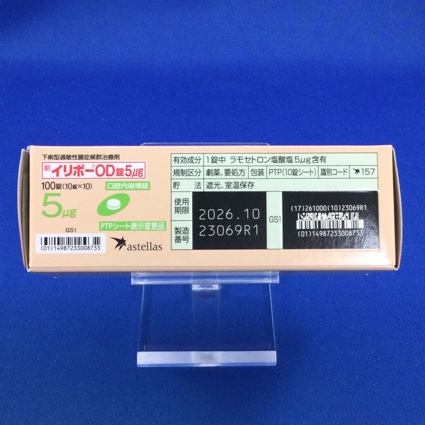 下痢型過敏性腸症候群治療剤
劇 イリボー®OD錠5μg
100錠(10錠×10) 口腔内崩壊錠
5μg
GS1
PTPシート表示変更品
(01)14987233008733
astellas
有効成分 1錠中 ラモセトロン塩酸塩5μg含有
規制区分 劇薬、要処方 包装 PTP(10錠シート) 識別コード 157
貯法 遮光、室温保存
使用期限 2026.10
製造番号 23069R1
GS1
(17)261000(10)23069R1
(01)14987233008733